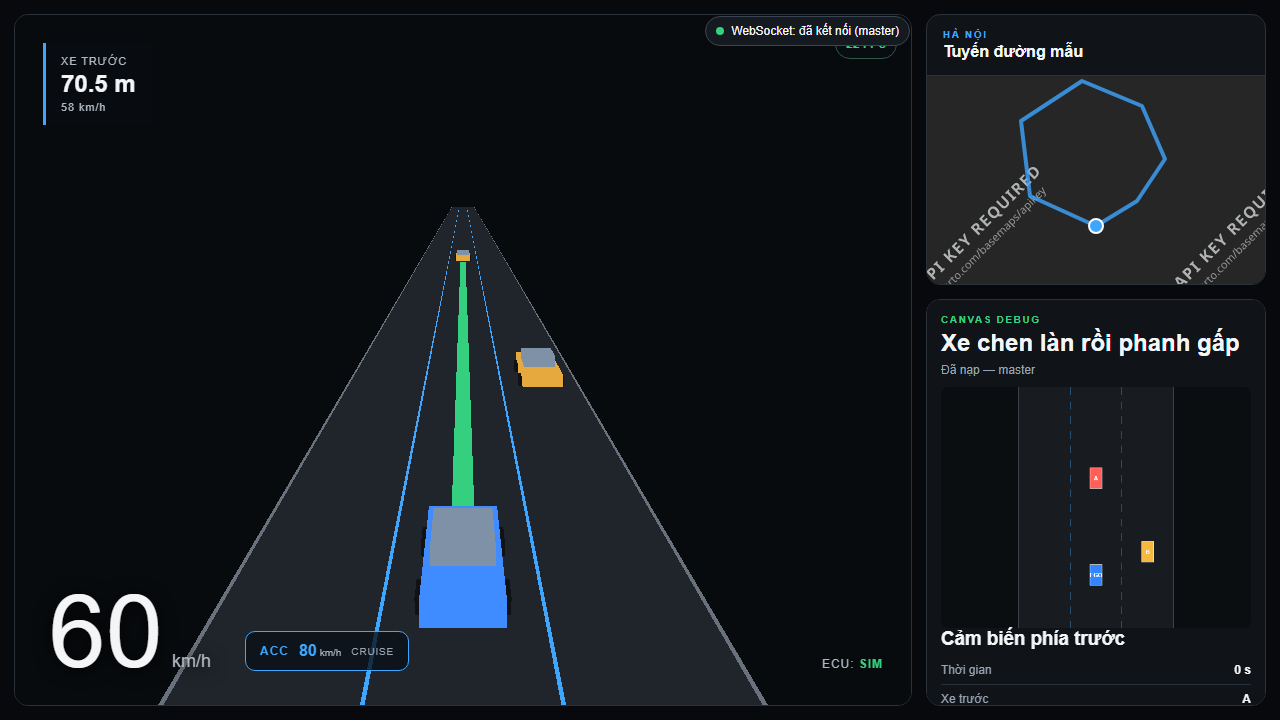 WebSocket: đã kết nối (master)
XE TRƯỚC
70.5 m
58 km/h
60 km/h
ACC 80 km/h CRUISE
ECU: SIM
HÀ NỘI
Tuyến đường mẫu
API KEY REQUIRED
API KEY REQU
CANVAS DEBUG
Xe chen làn rồi phanh gấp
Đã nạp — master
A
B
Cảm biến phía trước
Thời gian 0 s
Xe trước A